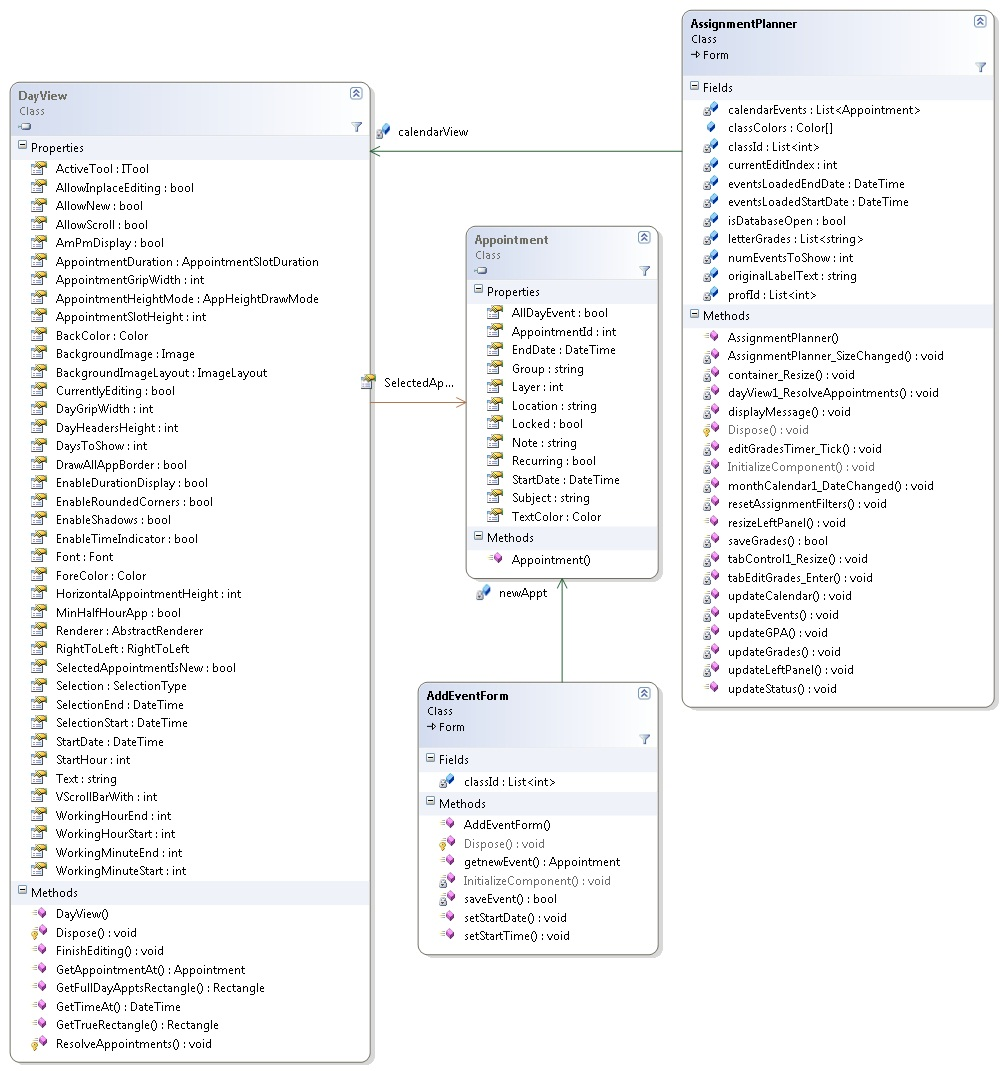 DayView
Class
Properties
ActiveTool : ITool
AllowInplaceEditing : bool
AllowNew : bool
AllowScroll : bool
AmPmDisplay : bool
AppointmentDuration : AppointmentSlotDuration
AppointmentGripWidth : int
AppointmentHeightMode : AppHeightDrawMode
AppointmentSlotHeight : int
BackColor : Color
BackgroundImage : Image
BackgroundImageLayout : ImageLayout
CurrentlyEditing : bool
DayGripWidth : int
DayHeadersHeight : int
DaysToShow : int
DrawAllAppBorder : bool
EnableDurationDisplay : bool
EnableRoundedCorners : bool
EnableShadows : bool
EnableTimeIndicator : bool
Font : Font
ForeColor : Color
HorizontalAppointmentHeight : int
MinHalfHourApp : bool
Renderer : AbstractRenderer
RightToLeft : RightToLeft
SelectedAppointmentIsNew : bool
Selection : SelectionType
SelectionEnd : DateTime
SelectionStart : DateTime
StartDate : DateTime
StartHour : int
Text : string
VScrollBarWith : int
WorkingHourEnd : int
WorkingHourStart : int
WorkingMinuteEnd : int
WorkingMinuteStart : int
Methods
DayView()
Dispose() : void
FinishEditing() : void
GetAppointmentAt() : Appointment
GetFullDayApptsRectangle() : Rectangle
GetTimeAt() : DateTime
GetTrueRectangle() : Rectangle
ResolveAppointments() : void
calendarView
SelectedAp...
Appointment
Class
Properties
AllDayEvent : bool
AppointmentId : int
EndDate : DateTime
Group : string
Layer : int
Location : string
Locked : bool
Note : string
Recurring : bool
StartDate : DateTime
Subject : string
TextColor : Color
Methods
Appointment()
newAppt
AddEventForm
Class
Form
Fields
classId : List<int>
Methods
AddEventForm()
Dispose() : void
getnewEvent() : Appointment
InitializeComponent() : void
saveEvent() : bool
setStartDate() : void
setStartTime() : void
AssignmentPlanner
Class
Form
Fields
calendarEvents : List<Appointment>
classColors : Color[]
classId : List<int>
currentEditIndex : int
eventsLoadedEndDate : DateTime
eventsLoadedStartDate : DateTime
isDatabaseOpen : bool
letterGrades : List<string>
numEventsToShow : int
originalLabelText : string
profId : List<int>
Methods
AssignmentPlanner()
AssignmentPlanner_SizeChanged() : void
container_Resize() : void
dayView1_ResolveAppointments() : void
displayMessage() : void
Dispose() : void
editGradesTimer_Tick() : void
InitializeComponent() : void
monthCalendar1_DateChanged() : void
resetAssignmentFilters() : void
resizeLeftPanel() : void
saveGrades() : bool
tabControl1_Resize() : void
tabEditGrades_Enter() : void
updateCalendar() : void
updateEvents() : void
updateGPA() : void
updateGrades() : void
updateLeftPanel() : void
updateStatus() : void